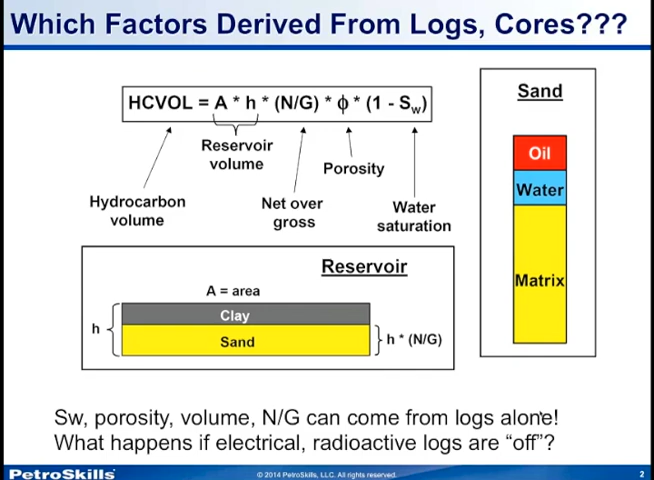 Which Factors Derived From Logs, Cores???
HCVOL = A * h * (N/G) * ϕ * (1 - Sw)
Reservoir
volume
Porosity
Hydrocarbon
volume
Net over
gross
Water
saturation
Sand
Oil
Water
Matrix
Reservoir
A = area
Clay
h
Sand
h * (N/G)
Sw, porosity, volume, N/G can come from logs alone!
What happens if electrical, radioactive logs are “off”?
PetroSkills
© 2014 PetroSkills, LLC. All rights reserved.
2